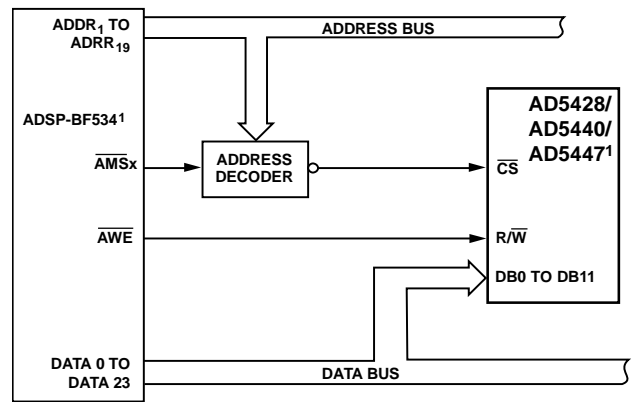 ADDR1 TO
ADRR19
ADDRESS BUS
ADSP-BF534¹
AMSx
ADDRESS
DECODER
AD5428/
AD5440/
AD5447¹
CS
AWE
R/W
DB0 TO DB11
DATA 0 TO
DATA 23
DATA BUS